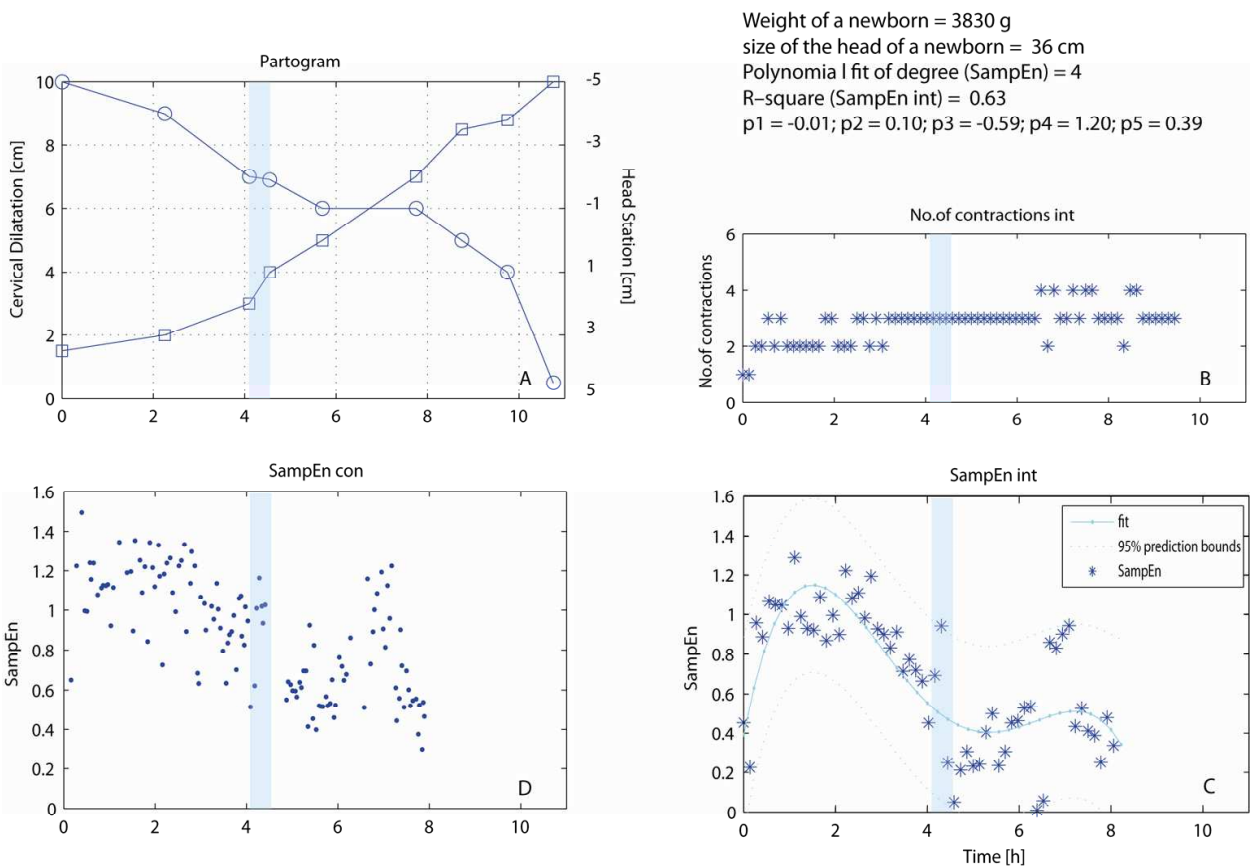 Weight of a newborn = 3830 g
size of the head of a newborn = 36 cm
Polynomia l fit of degree (SampEn) = 4
R–square (SampEn int) = 0.63
p1 = -0.01; p2 = 0.10; p3 = -0.59; p4 = 1.20; p5 = 0.39
Partogram
Cervical Dilatation [cm]
10
8
6
4
2
0
0 2 4 6 8 10
-5
-3
-1
1
3
5
Head Station [cm]
A
No.of contractions int
No.of contractions
6
4
2
0
0 2 4 6 8 10
B
SampEn con
SampEn
1.6
1.4
1.2
1
0.8
0.6
0.4
0.2
0
0 2 4 6 8 10
D
SampEn int
SampEn
1.6
1.4
1.2
1
0.8
0.6
0.4
0.2
0
0 2 4 6 8 10
Time [h]
fit
95% prediction bounds
SampEn
C